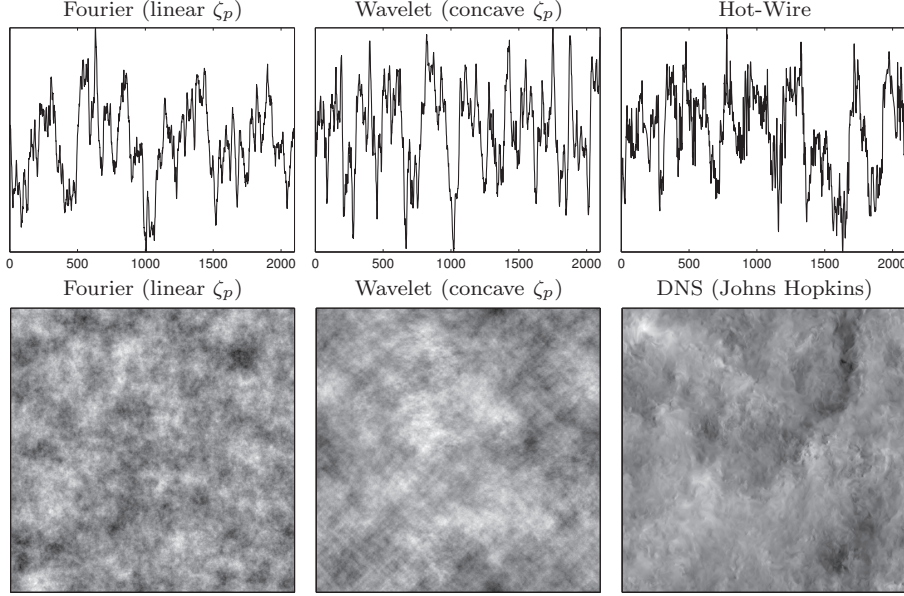 Fourier (linear ζp)
Wavelet (concave ζp)
Hot-Wire
0 500 1000 1500 2000
0 500 1000 1500 2000
0 500 1000 1500 2000
Fourier (linear ζp)
Wavelet (concave ζp)
DNS (Johns Hopkins)